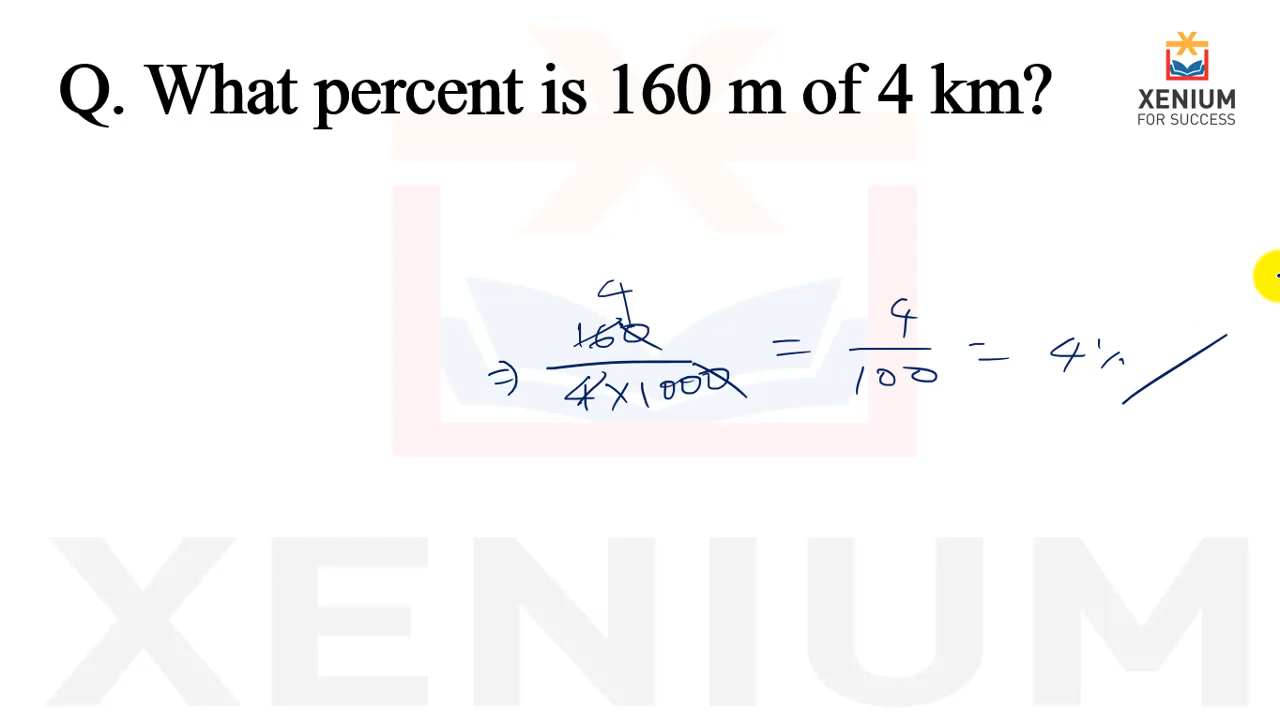 Q. What percent is 160 m of 4 km?
XENIUM
FOR SUCCESS
4
⇒ 160 / 4×1000 = 4 / 100 = 4%
XENIUM